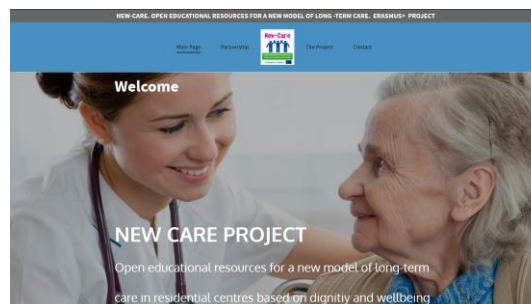 NEW-CARE. OPEN EDUCATIONAL RESOURCES FOR A NEW MODEL OF LONG -TERM CARE. ERASMUS+ PROJECT
Main Page Partnership New-Care The Project Contact
Welcome
NEW CARE PROJECT
Open educational resources for a new model of long-term
care in residential centres based on dignitiy and wellbeing